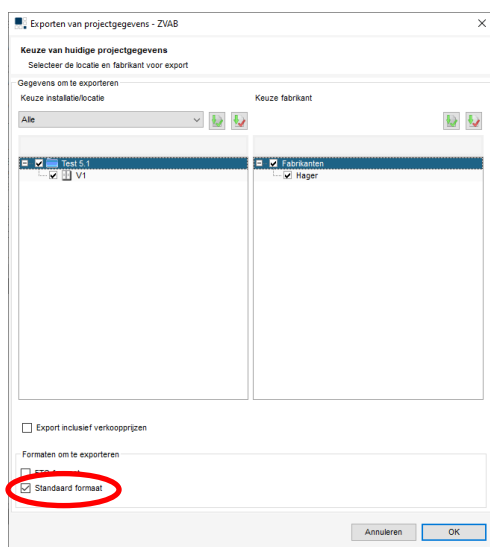 Exporten van projectgegevens - ZVAB
Keuze van huidige projectgegevens
Selecteer de locatie en fabrikant voor export
Gegevens om te exporteren
Keuze installatie/locatie
Keuze fabrikant
Alle
Test 5.1
V1
Fabrikanten
Hager
Export inclusief verkoopprijzen
Formaten om te exporteren
Standaard formaat
Annuleren
OK